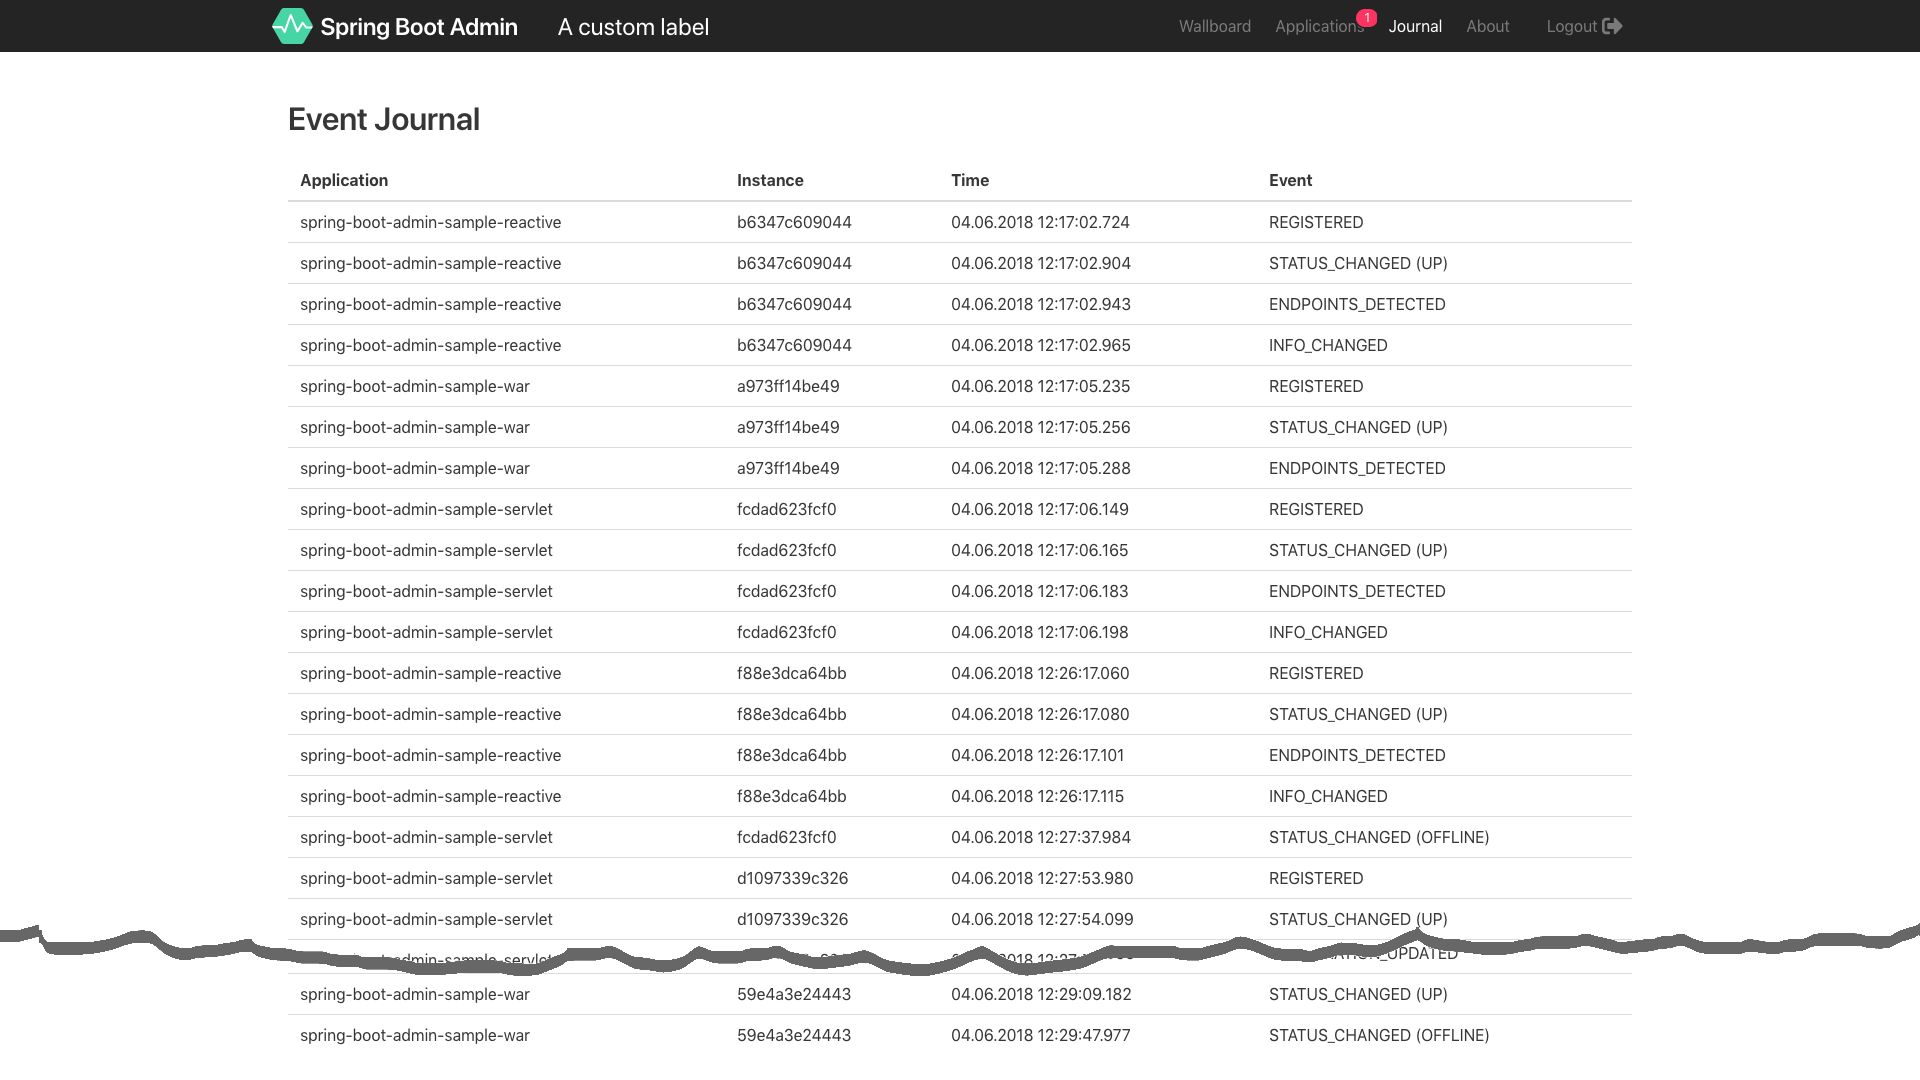 Spring Boot Admin A custom label Wallboard Applications 1 Journal About Logout
Event Journal
Application Instance Time Event
spring-boot-admin-sample-reactive b6347c609044 04.06.2018 12:17:02.724 REGISTERED
spring-boot-admin-sample-reactive b6347c609044 04.06.2018 12:17:02.904 STATUS_CHANGED (UP)
spring-boot-admin-sample-reactive b6347c609044 04.06.2018 12:17:02.943 ENDPOINTS_DETECTED
spring-boot-admin-sample-reactive b6347c609044 04.06.2018 12:17:02.965 INFO_CHANGED
spring-boot-admin-sample-war a973ff14be49 04.06.2018 12:17:05.235 REGISTERED
spring-boot-admin-sample-war a973ff14be49 04.06.2018 12:17:05.256 STATUS_CHANGED (UP)
spring-boot-admin-sample-war a973ff14be49 04.06.2018 12:17:05.288 ENDPOINTS_DETECTED
spring-boot-admin-sample-servlet fcdad623fcf0 04.06.2018 12:17:06.149 REGISTERED
spring-boot-admin-sample-servlet fcdad623fcf0 04.06.2018 12:17:06.165 STATUS_CHANGED (UP)
spring-boot-admin-sample-servlet fcdad623fcf0 04.06.2018 12:17:06.183 ENDPOINTS_DETECTED
spring-boot-admin-sample-servlet fcdad623fcf0 04.06.2018 12:17:06.198 INFO_CHANGED
spring-boot-admin-sample-reactive f88e3dca64bb 04.06.2018 12:26:17.060 REGISTERED
spring-boot-admin-sample-reactive f88e3dca64bb 04.06.2018 12:26:17.080 STATUS_CHANGED (UP)
spring-boot-admin-sample-reactive f88e3dca64bb 04.06.2018 12:26:17.101 ENDPOINTS_DETECTED
spring-boot-admin-sample-reactive f88e3dca64bb 04.06.2018 12:26:17.115 INFO_CHANGED
spring-boot-admin-sample-servlet fcdad623fcf0 04.06.2018 12:27:37.984 STATUS_CHANGED (OFFLINE)
spring-boot-admin-sample-servlet d1097339c326 04.06.2018 12:27:53.980 REGISTERED
spring-boot-admin-sample-servlet d1097339c326 04.06.2018 12:27:54.099 STATUS_CHANGED (UP)
spring-boot-admin-sample-servlet
spring-boot-admin-sample-war 59e4a3e24443 04.06.2018 12:29:09.182 STATUS_CHANGED (UP)
spring-boot-admin-sample-war 59e4a3e24443 04.06.2018 12:29:47.977 STATUS_CHANGED (OFFLINE)